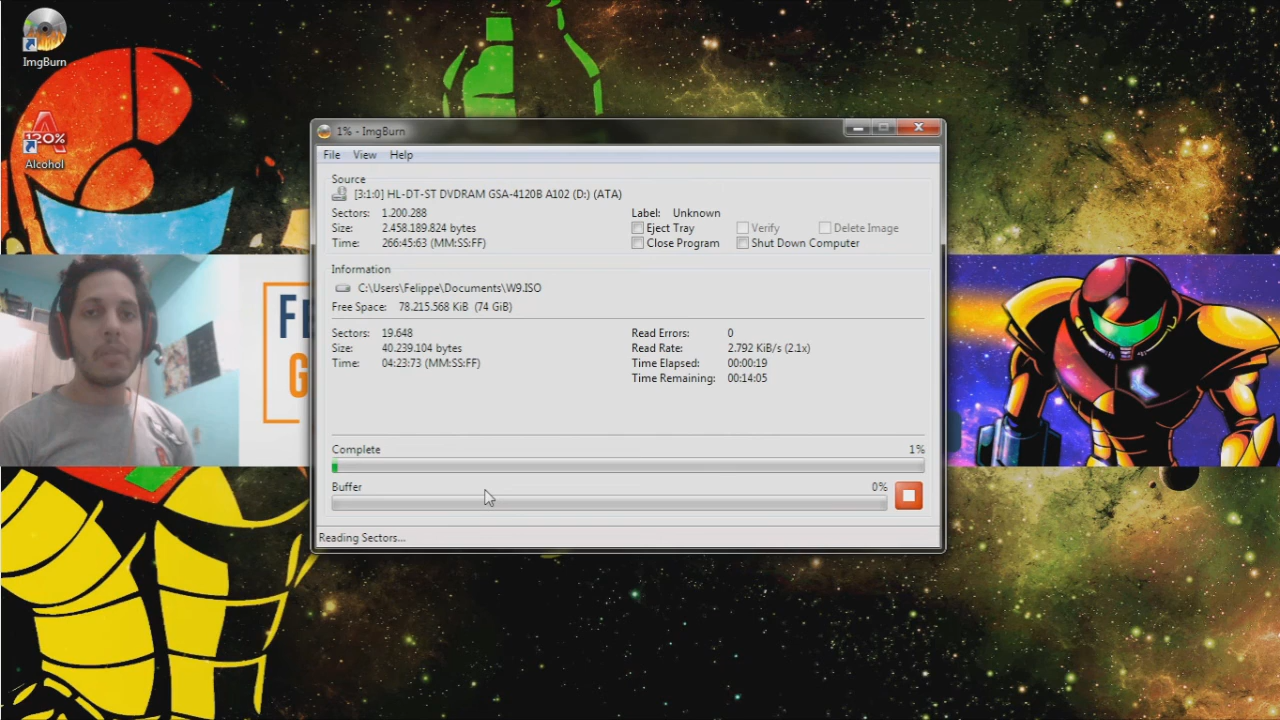 ImgBurn
120%
Alcohol
1% - ImgBurn
File View Help
Source
[3:1:0] HL-DT-ST DVDRAM GSA-4120B A102 (D:) (ATA)
Sectors: 1.200.288
Size: 2.458.189.824 bytes
Time: 266:45:63 (MM:SS:FF)
Label: Unknown
Eject Tray Verify Delete Image
Close Program Shut Down Computer
Information
C:\Users\Felippe\Documents\W9.ISO
Free Space: 78.215.568 KiB (74 GiB)
Sectors: 19.648
Size: 40.239.104 bytes
Time: 04:23:73 (MM:SS:FF)
Read Errors: 0
Read Rate: 2.792 KiB/s (2.1x)
Time Elapsed: 00:00:19
Time Remaining: 00:14:05
FE
G
Complete 1%
Buffer 0%
Reading Sectors...